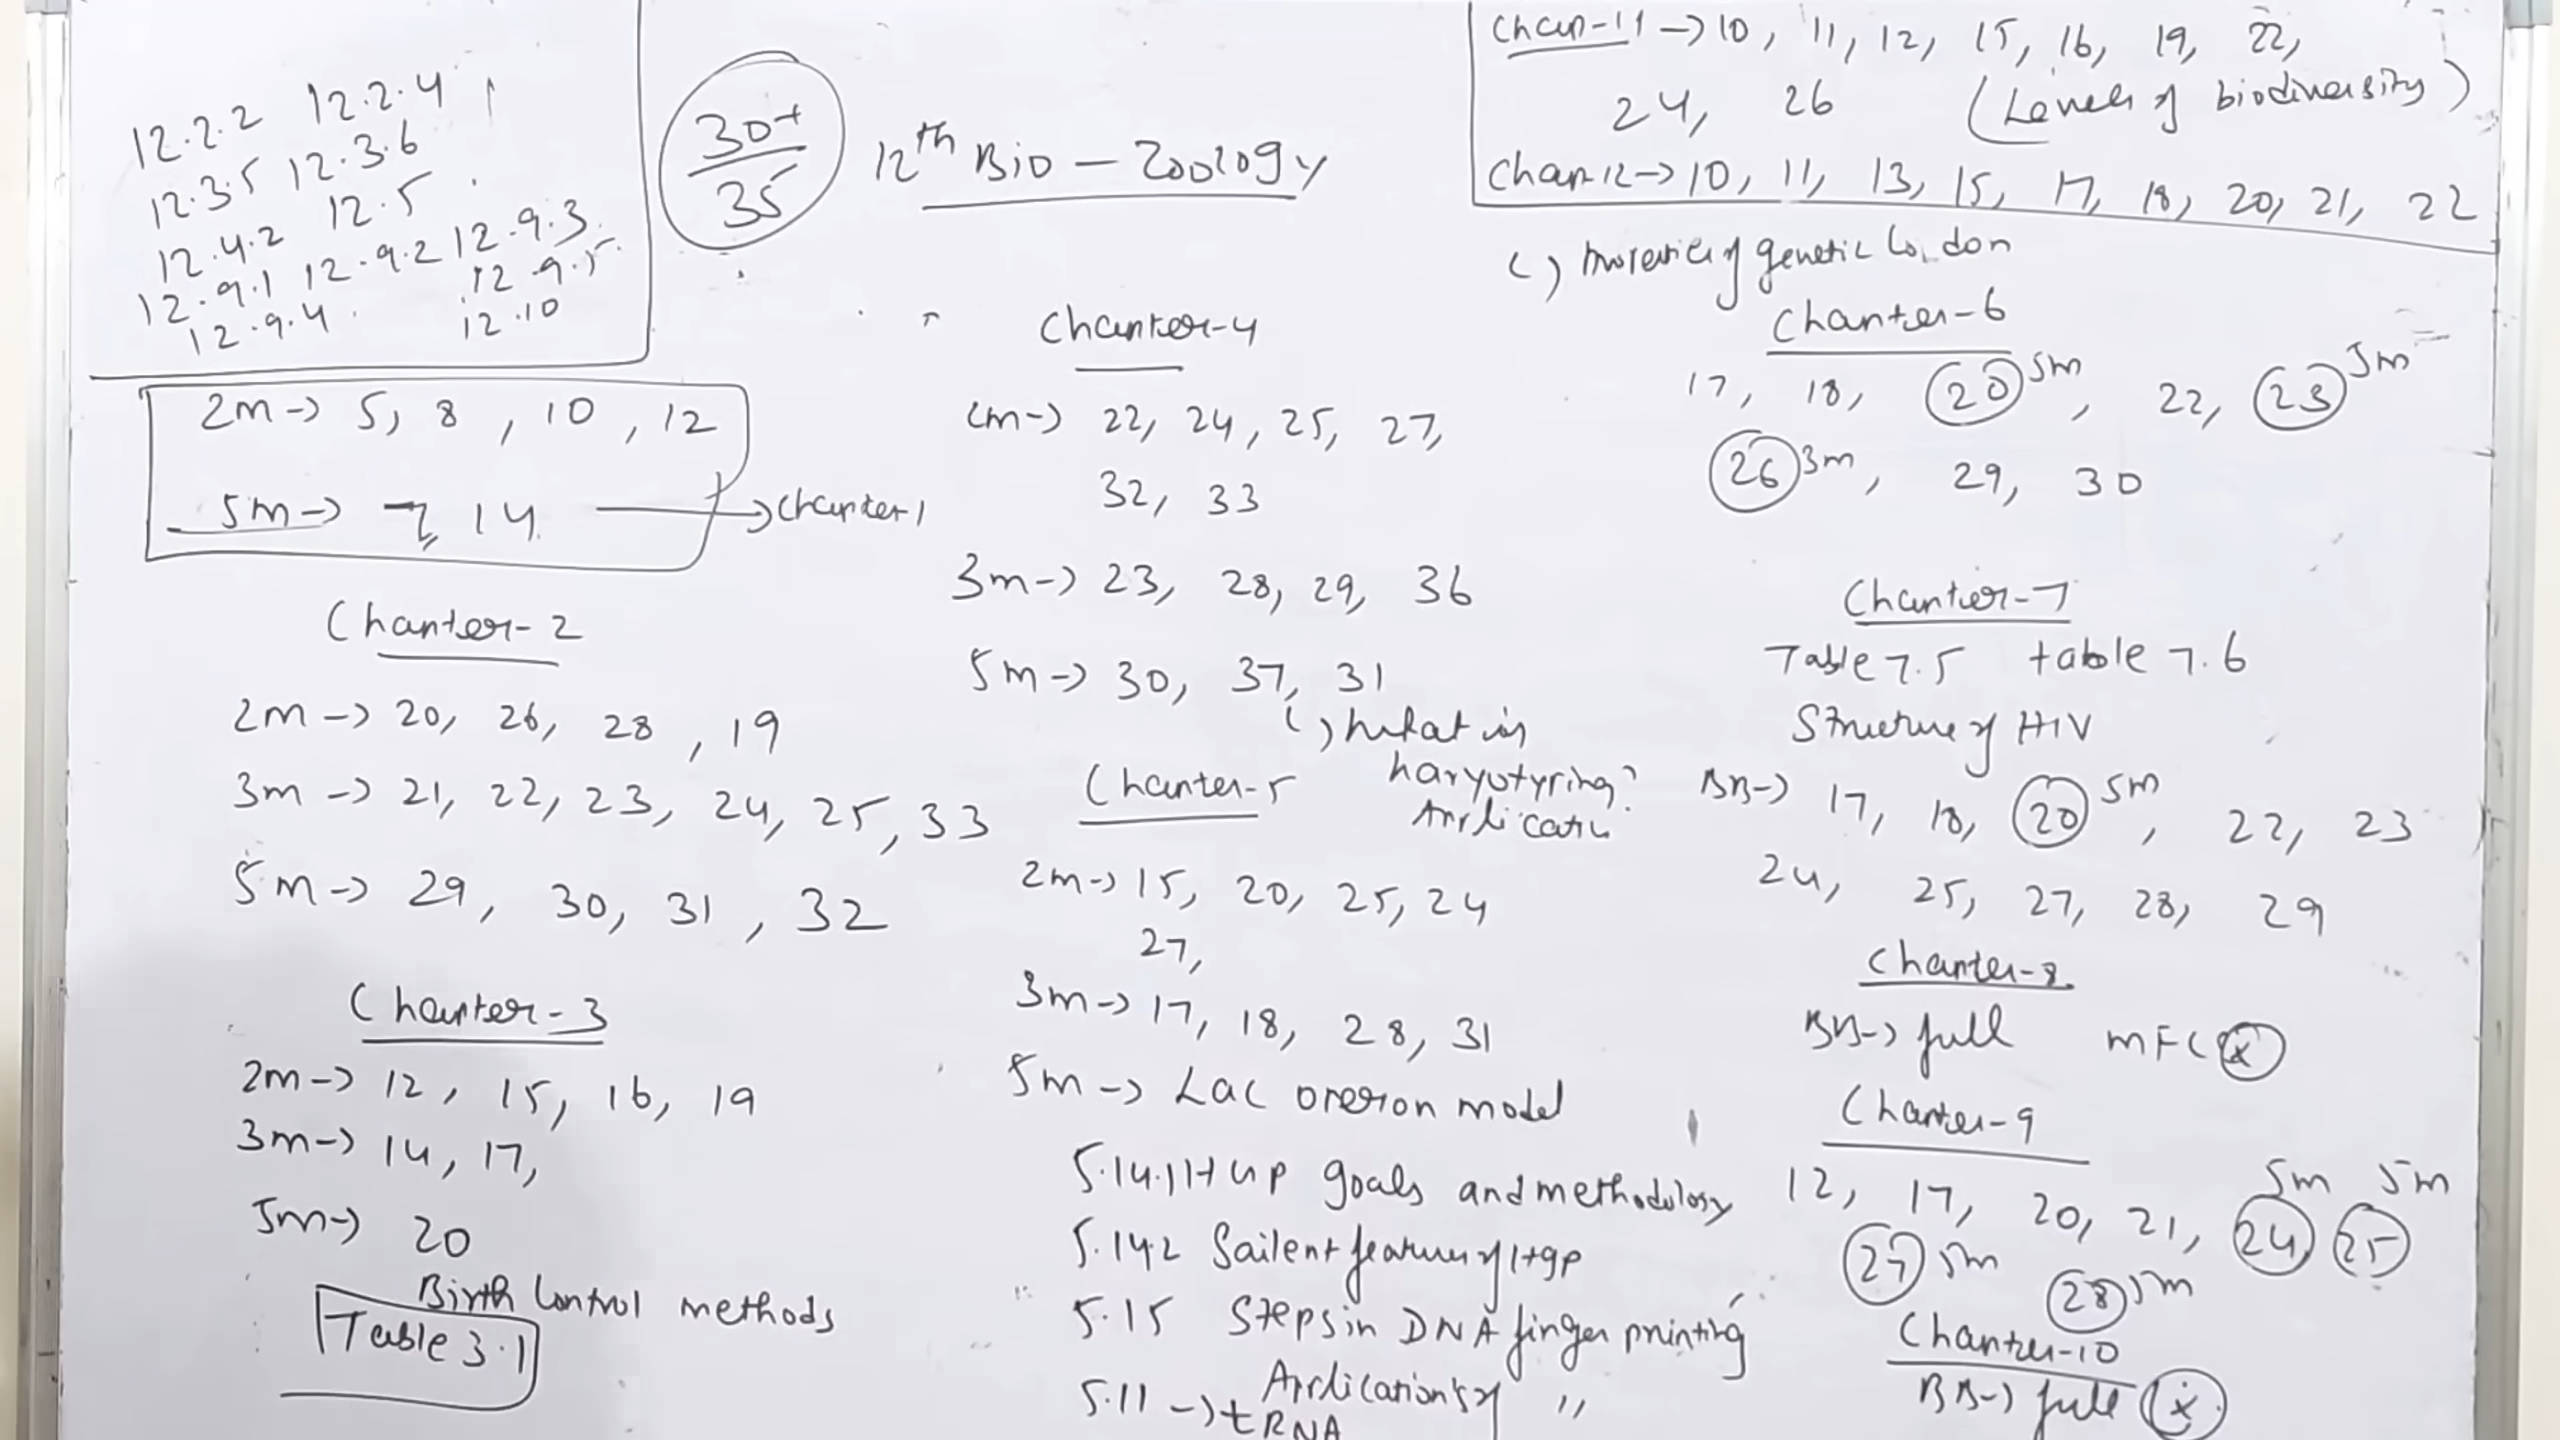 12.2.2 12.2.4
12.3.5 12.3.6
12.4.2 12.5
12.9.1 12.9.2 12.9.3
12.9.4 12.9.5
12.10
30+
35
12th Bio - Zoology
Chap-11 -> 10, 11, 12, 15, 16, 19, 22,
24, 26 (Levels of biodiversity)
Chap-12 -> 10, 11, 13, 15, 17, 18, 20, 21, 22
2m -> 5, 8, 10, 12
5m -> 7, 14 -> Chapter 1
Chapter-2
2m -> 20, 26, 28, 19
3m -> 21, 22, 23, 24, 25, 33
5m -> 29, 30, 31, 32
Chapter-3
2m -> 12, 15, 16, 19
3m -> 14, 17,
5m -> 20
Birth Control methods
Table 3.1
Chapter-4
2m -> 22, 24, 25, 27,
32, 33
3m -> 23, 28, 29, 36
5m -> 30, 37, 31
What is
karyotyping?
Chapter-5
2m -> 15, 20, 25, 24
27,
3m -> 17, 18, 28, 31
5m -> Lac operon model
5.14.1 Hgp goals and methodology
5.14.2 Sailent feature of Hgp
5.15 Steps in DNA finger printing
Application's of "
5.11 -> tRNA
genetic
Chapter-6
17, 18, 20 5m, 22, 23 5m
26 3m, 29, 30
Chapter-7
Table 7.5 table 7.6
Structure of HIV
BB -> 17, 18, 20 5m, 22, 23
24, 25, 27, 28, 29
Chapter-8
BB -> full MFC x
Chapter-9
12, 17, 20, 21, 24 5m 25 5m
27 5m 28 5m
Chapter-10
BB -> full x